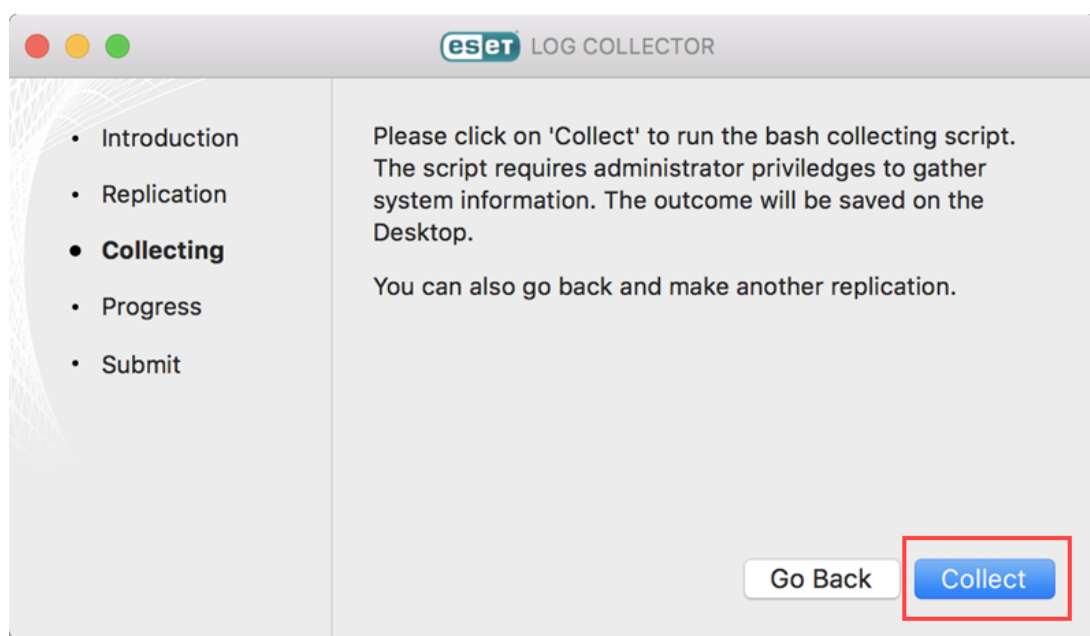 eseT LOG COLLECTOR
• Introduction
• Replication
• Collecting
• Progress
• Submit
Please click on 'Collect' to run the bash collecting script.
The script requires administrator priviledges to gather
system information. The outcome will be saved on the
Desktop.
You can also go back and make another replication.
Go Back
Collect